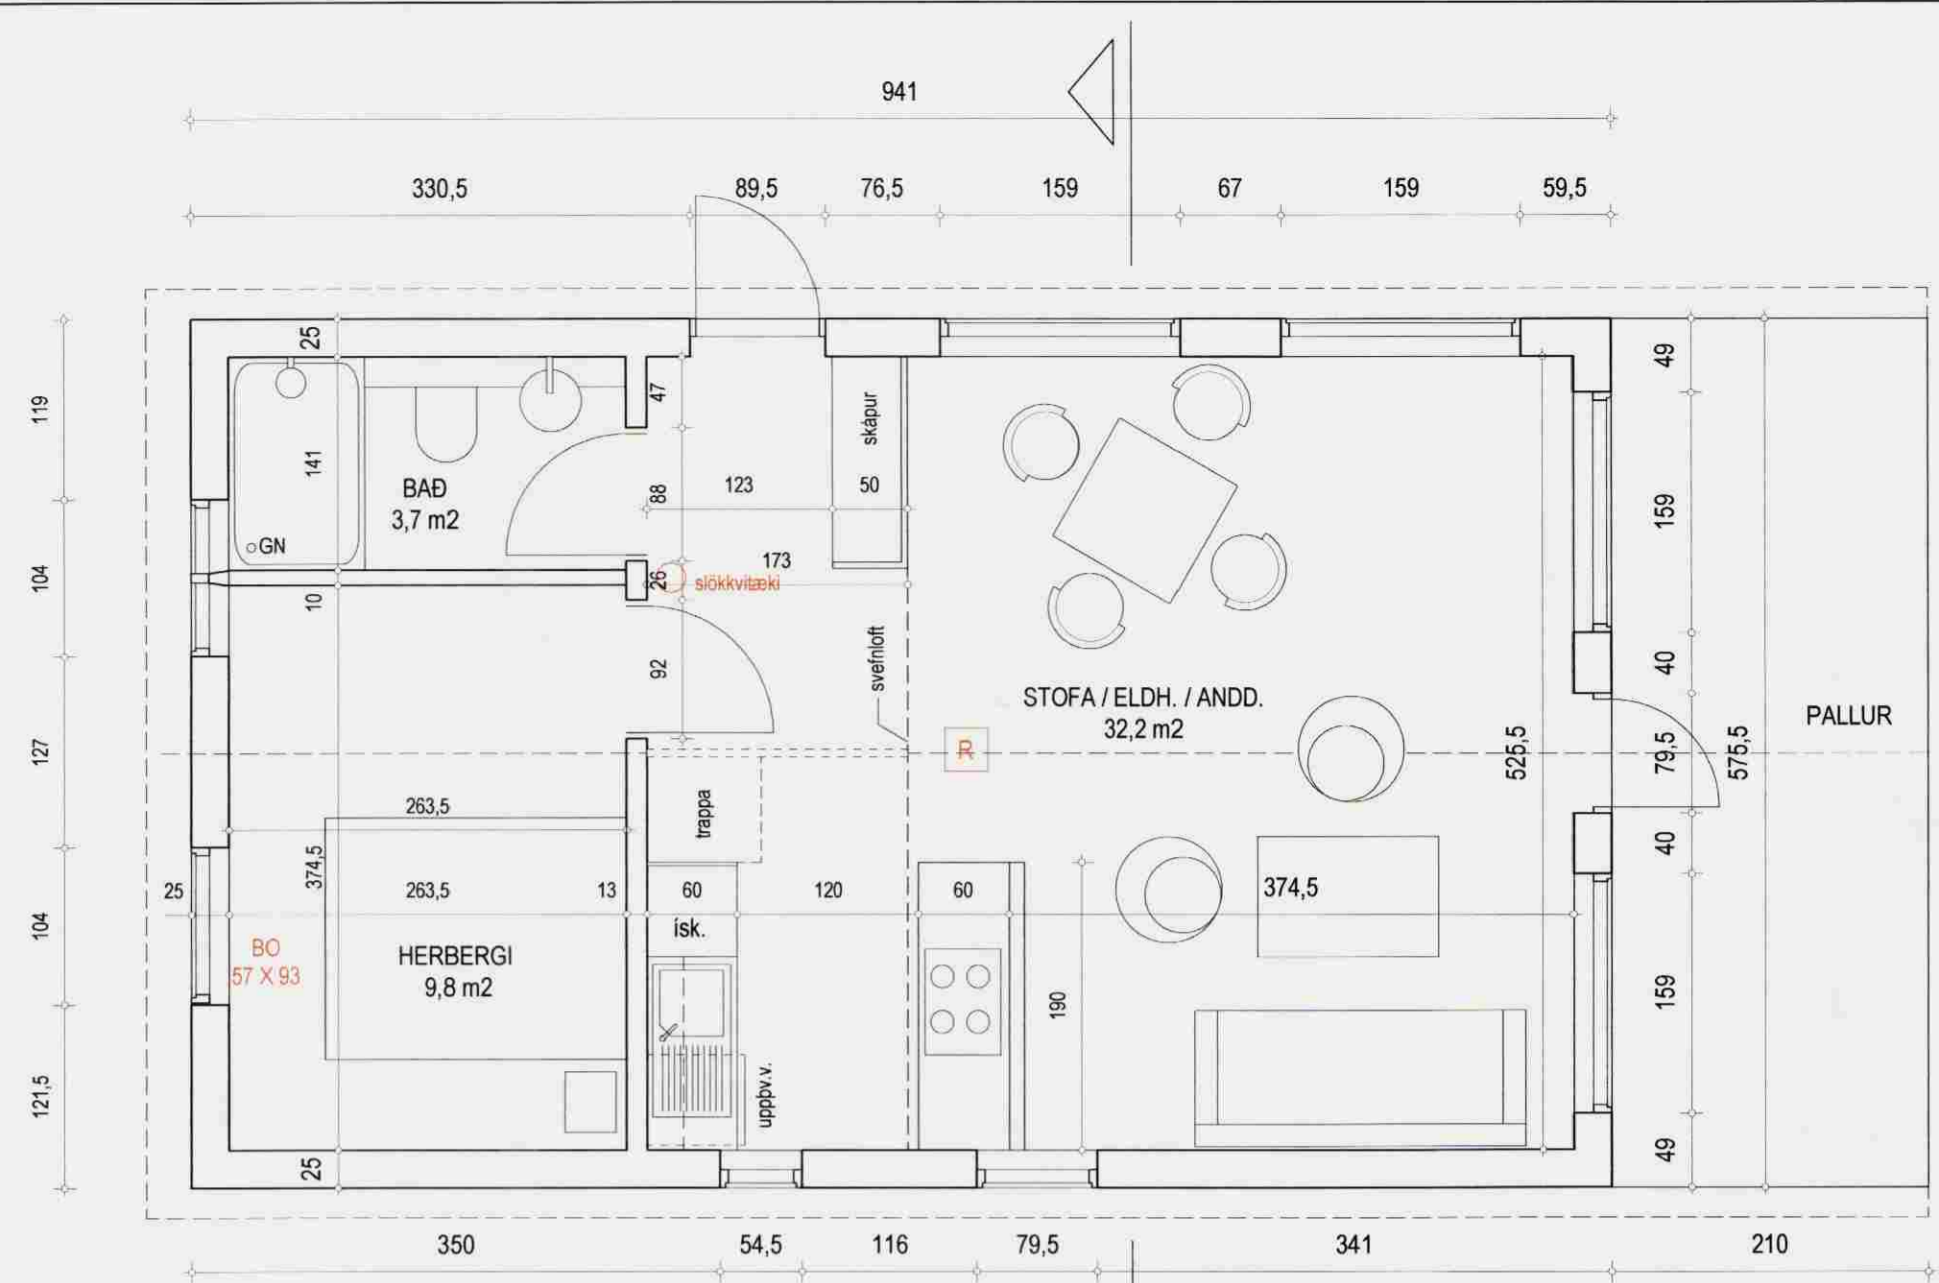 941
330,5 89,5 76,5 159 67 159 59,5
25
49
119
47
skápur
141
BAÐ
3,7 m2
88
123
50
159
GN
173
104
10
26
slökkvitæki
svefnloft
92
40
STOFA / ELDH. / ANDD.
32,2 m2
PALLUR
127
R
525,5
79,5
575,5
263,5
trappa
374,5
40
25
263,5
13
60
120
60
374,5
104
BO
57 X 93
ísk.
HERBERGI
9,8 m2
190
159
121,5
uppþv.v.
25
49
350 54,5 116 79,5 341 210